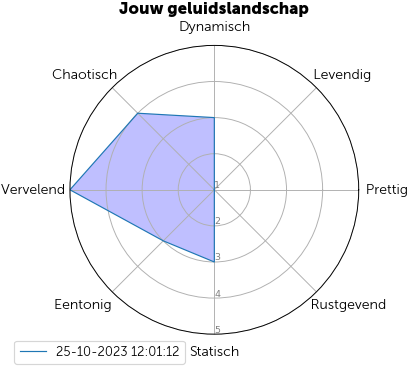 Jouw geluidslandschap
Dynamisch
Chaotisch
Levendig
Vervelend
Prettig
1
2
3
4
5
Eentonig
Rustgevend
Statisch
25-10-2023 12:01:12